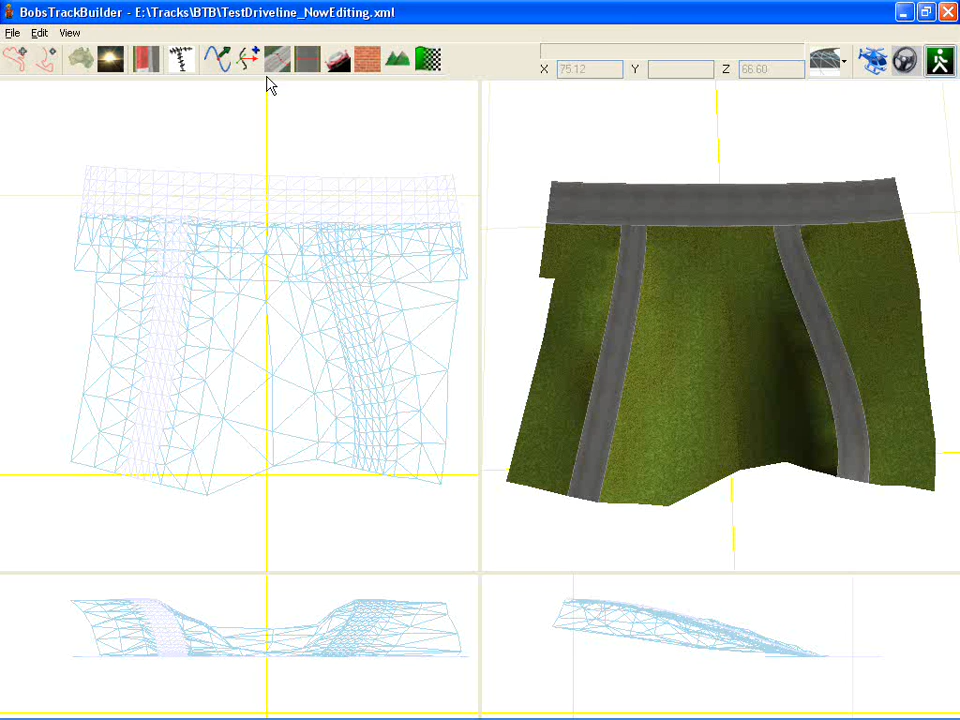 BobsTrackBuilder - E:\Tracks\BTB\TestDriveline_NowEditing.xml
File Edit View
X 75.12 Y Z 66.60